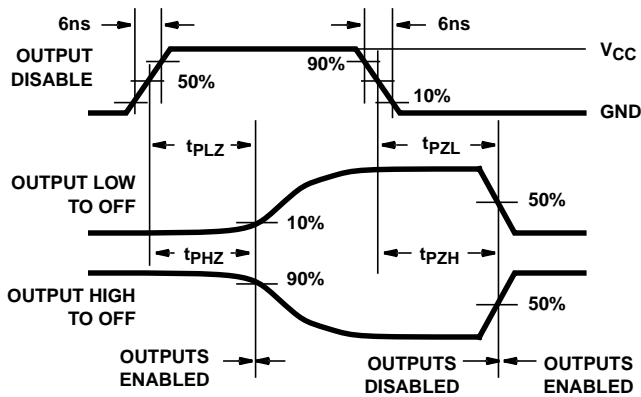 6ns
6ns
OUTPUT
DISABLE
50%
90%
10%
VCC
GND
tPLZ
tPZL
OUTPUT LOW
TO OFF
10%
50%
tPHZ
tPZH
90%
OUTPUT HIGH
TO OFF
50%
OUTPUTS
ENABLED
OUTPUTS
DISABLED
OUTPUTS
ENABLED